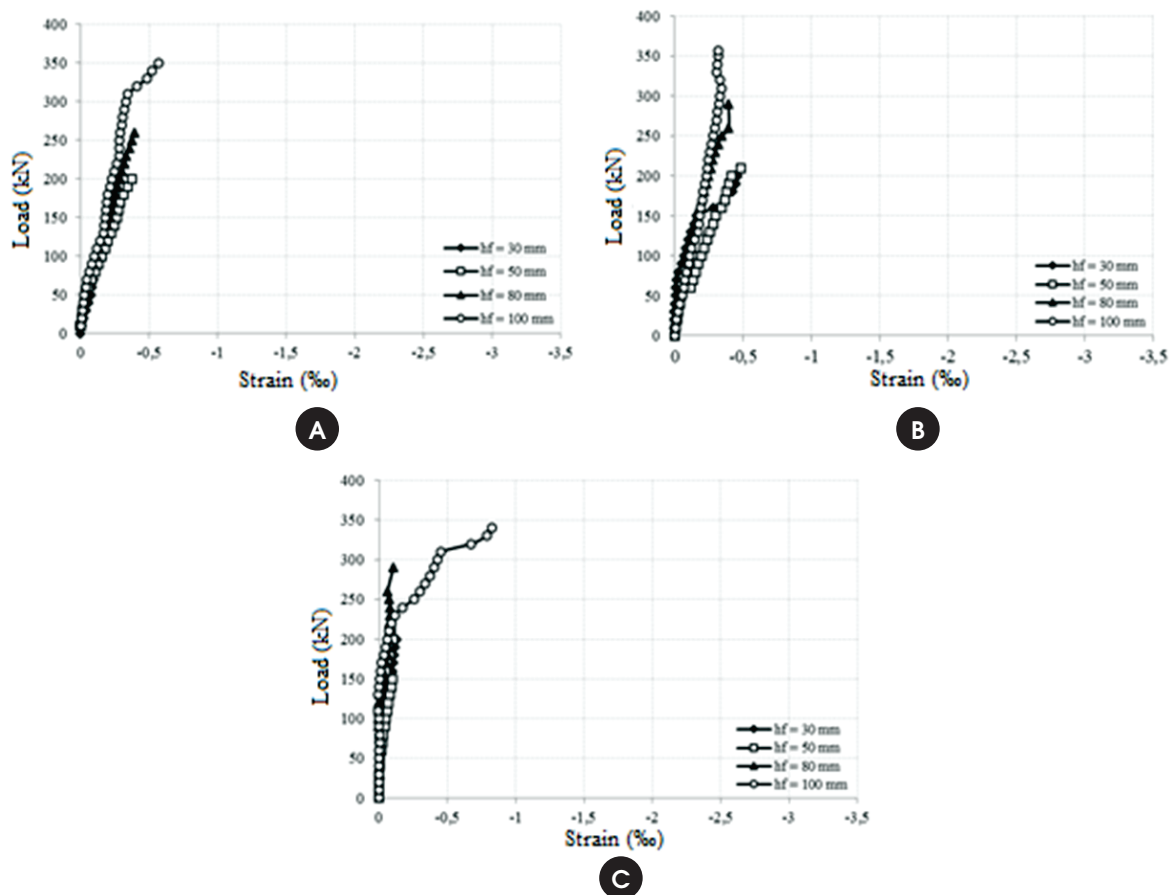 400
350
300
250
200
150
100
50
0
Load (kN)
0 -0,5 -1 -1,5 -2 -2,5 -3 -3,5
Strain (‰)
hf = 30 mm
hf = 50 mm
hf = 80 mm
hf = 100 mm
A
400
350
300
250
200
150
100
50
0
Load (kN)
0 -0,5 -1 -1,5 -2 -2,5 -3 -3,5
Strain (‰)
hf = 30 mm
hf = 50 mm
hf = 80 mm
hf = 100 mm
B
400
350
300
250
200
150
100
50
0
Load (kN)
0 -0,5 -1 -1,5 -2 -2,5 -3 -3,5
Strain (‰)
hf = 30 mm
hf = 50 mm
hf = 80 mm
hf = 100 mm
C